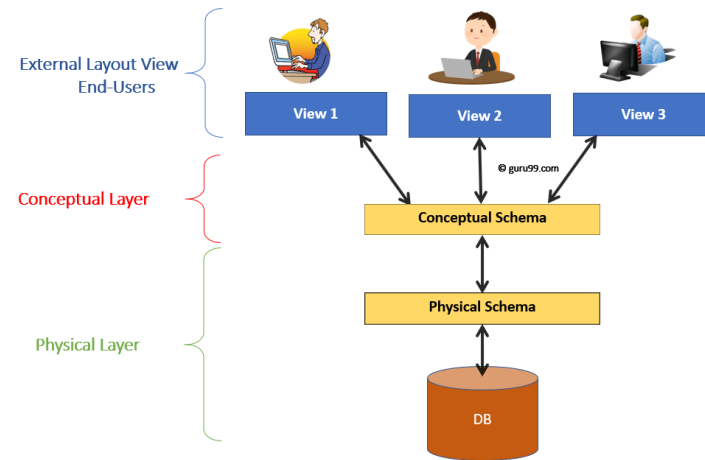 External Layout View
End-Users
View 1
View 2
View 3
© guru99.com
Conceptual Layer
Conceptual Schema
Physical Schema
Physical Layer
DB